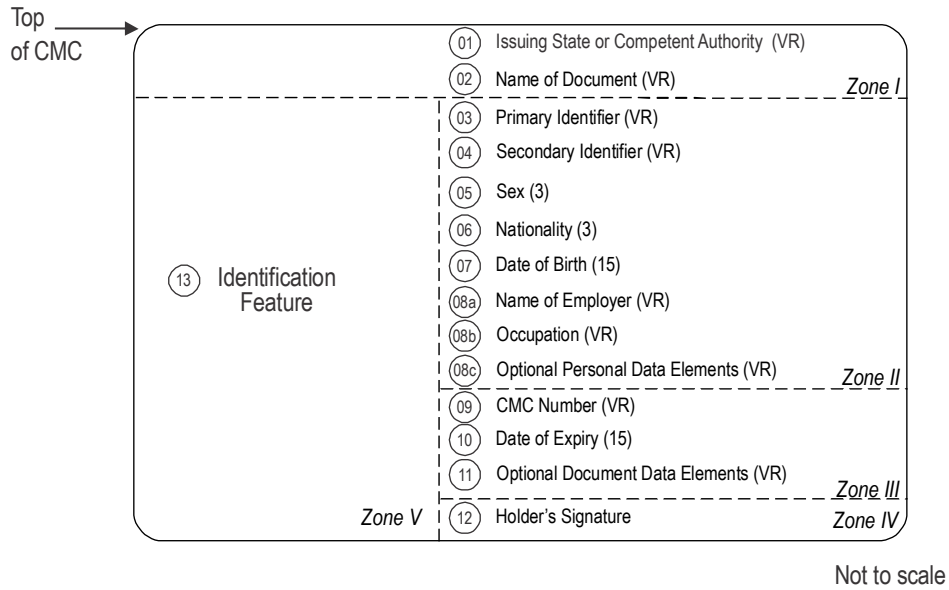 Top
of CMC
01 Issuing State or Competent Authority (VR)
02 Name of Document (VR)
Zone I
03 Primary Identifier (VR)
04 Secondary Identifier (VR)
05 Sex (3)
06 Nationality (3)
07 Date of Birth (15)
08a Name of Employer (VR)
08b Occupation (VR)
08c Optional Personal Data Elements (VR)
Zone II
09 CMC Number (VR)
10 Date of Expiry (15)
11 Optional Document Data Elements (VR)
Zone III
12 Holder’s Signature
Zone IV
13 Identification
Feature
Zone V
Not to scale